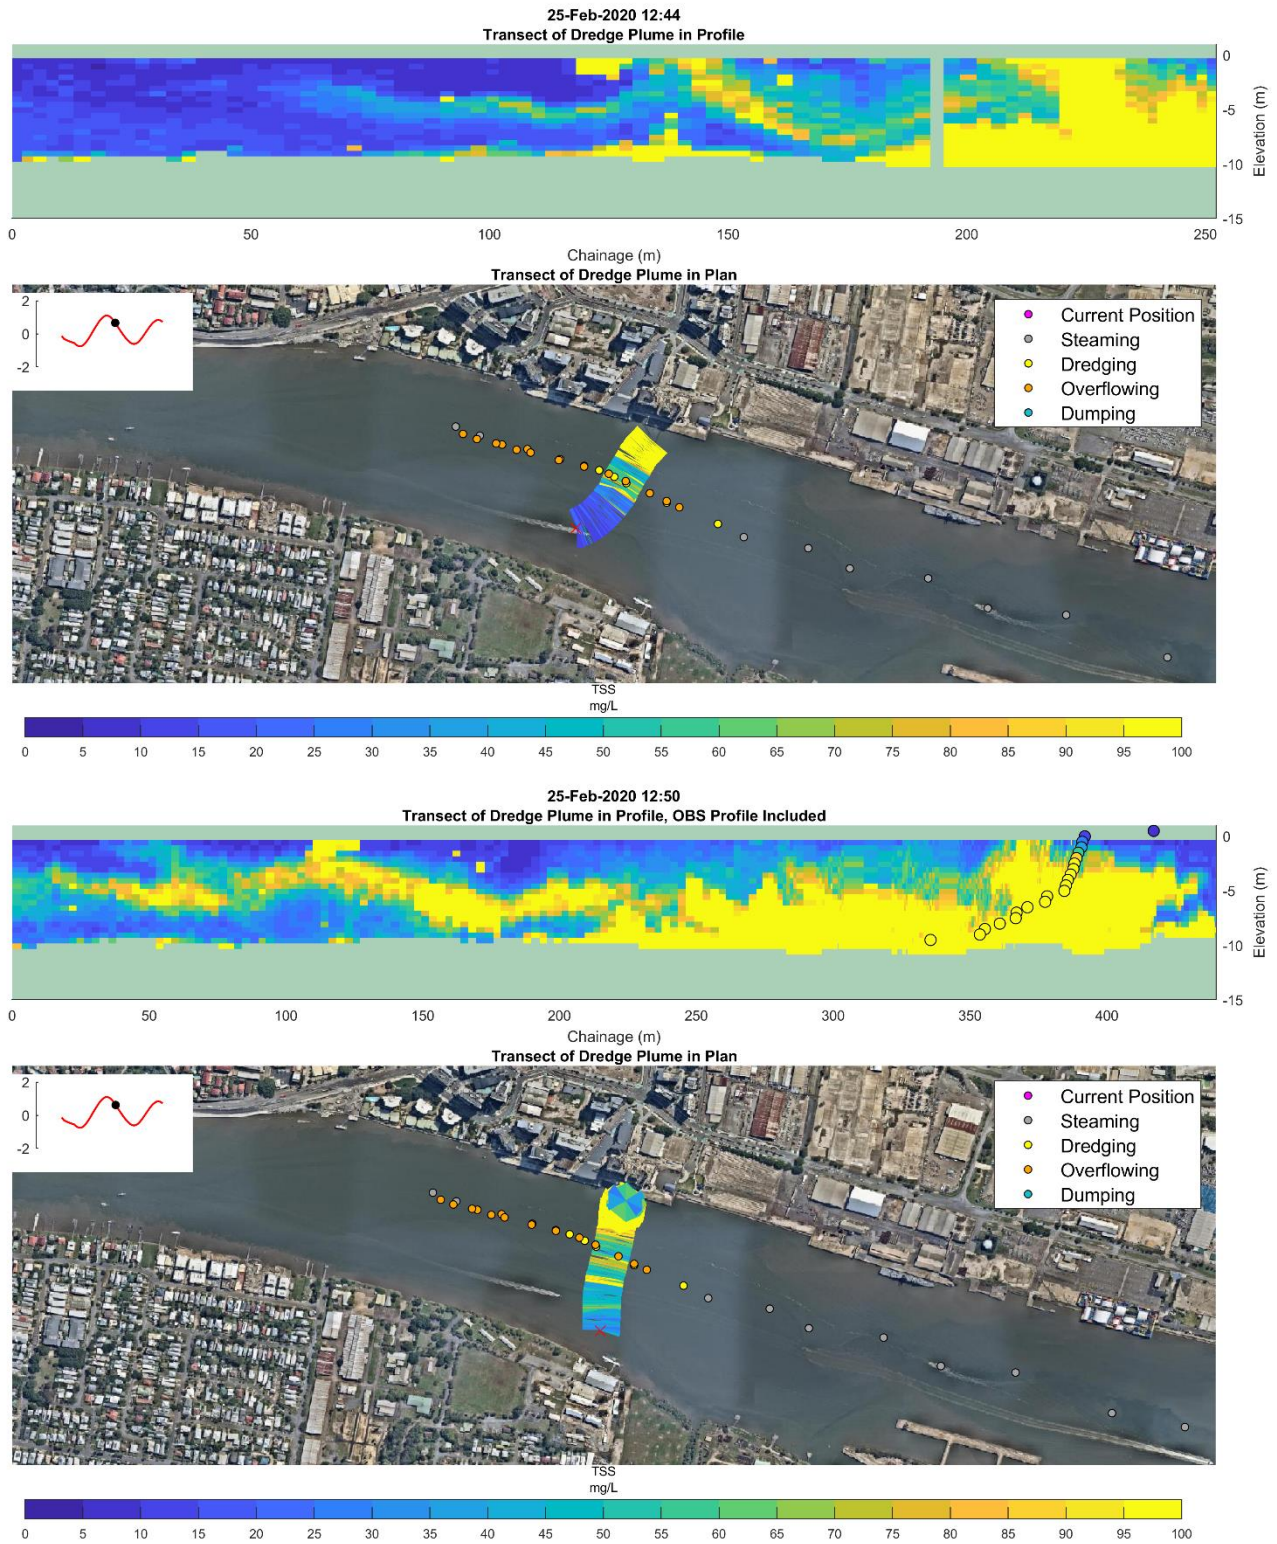 25-Feb-2020 12:44
Transect of Dredge Plume in Profile
0
-5
-10
-15
Elevation (m)
0 50 100 150 200 250
Chainage (m)
Transect of Dredge Plume in Plan
2
0
-2
Current Position
Steaming
Dredging
Overflowing
Dumping
TSS
mg/L
0 5 10 15 20 25 30 35 40 45 50 55 60 65 70 75 80 85 90 95 100
25-Feb-2020 12:50
Transect of Dredge Plume in Profile, OBS Profile Included
0
-5
-10
-15
Elevation (m)
0 50 100 150 200 250 300 350 400
Chainage (m)
Transect of Dredge Plume in Plan
2
0
-2
Current Position
Steaming
Dredging
Overflowing
Dumping
TSS
mg/L
0 5 10 15 20 25 30 35 40 45 50 55 60 65 70 75 80 85 90 95 100